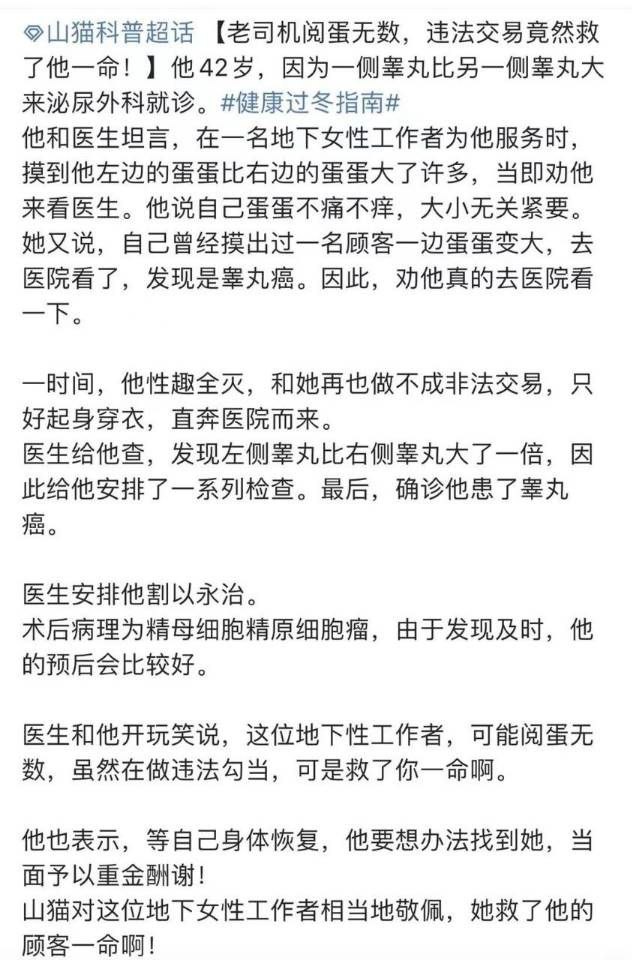 山猫科普超话 【老司机阅蛋无数，违法交易竟然救
了他一命！】他42岁，因为一侧睾丸比另一侧睾丸大
来泌尿外科就诊。#健康过冬指南#
他和医生坦言，在一名地下女性工作者为他服务时，
摸到他左边的蛋蛋比右边的蛋蛋大了许多，当即劝他
来看医生。他说自己蛋蛋不痛不痒，大小无关紧要。
她又说，自己曾经摸出过一名顾客一边蛋蛋变大，去
医院看了，发现是睾丸癌。因此，劝他真的去医院看
一下。
一时间，他性趣全灭，和她再也做不成非法交易，只
好起身穿衣，直奔医院而来。
医生给他查，发现左侧睾丸比右侧睾丸大了一倍，因
此给他安排了一系列检查。最后，确诊他患了睾丸
癌。
医生安排他割以永治。
术后病理为精母细胞精原细胞瘤，由于发现及时，他
的预后会比较好。
医生和他开玩笑说，这位地下性工作者，可能阅蛋无
数，虽然在做违法勾当，可是救了你一命啊。
他也表示，等自己身体恢复，他要想办法找到她，当
面予以重金酬谢！
山猫对这位地下女性工作者相当地敬佩，她救了他的
顾客一命啊！